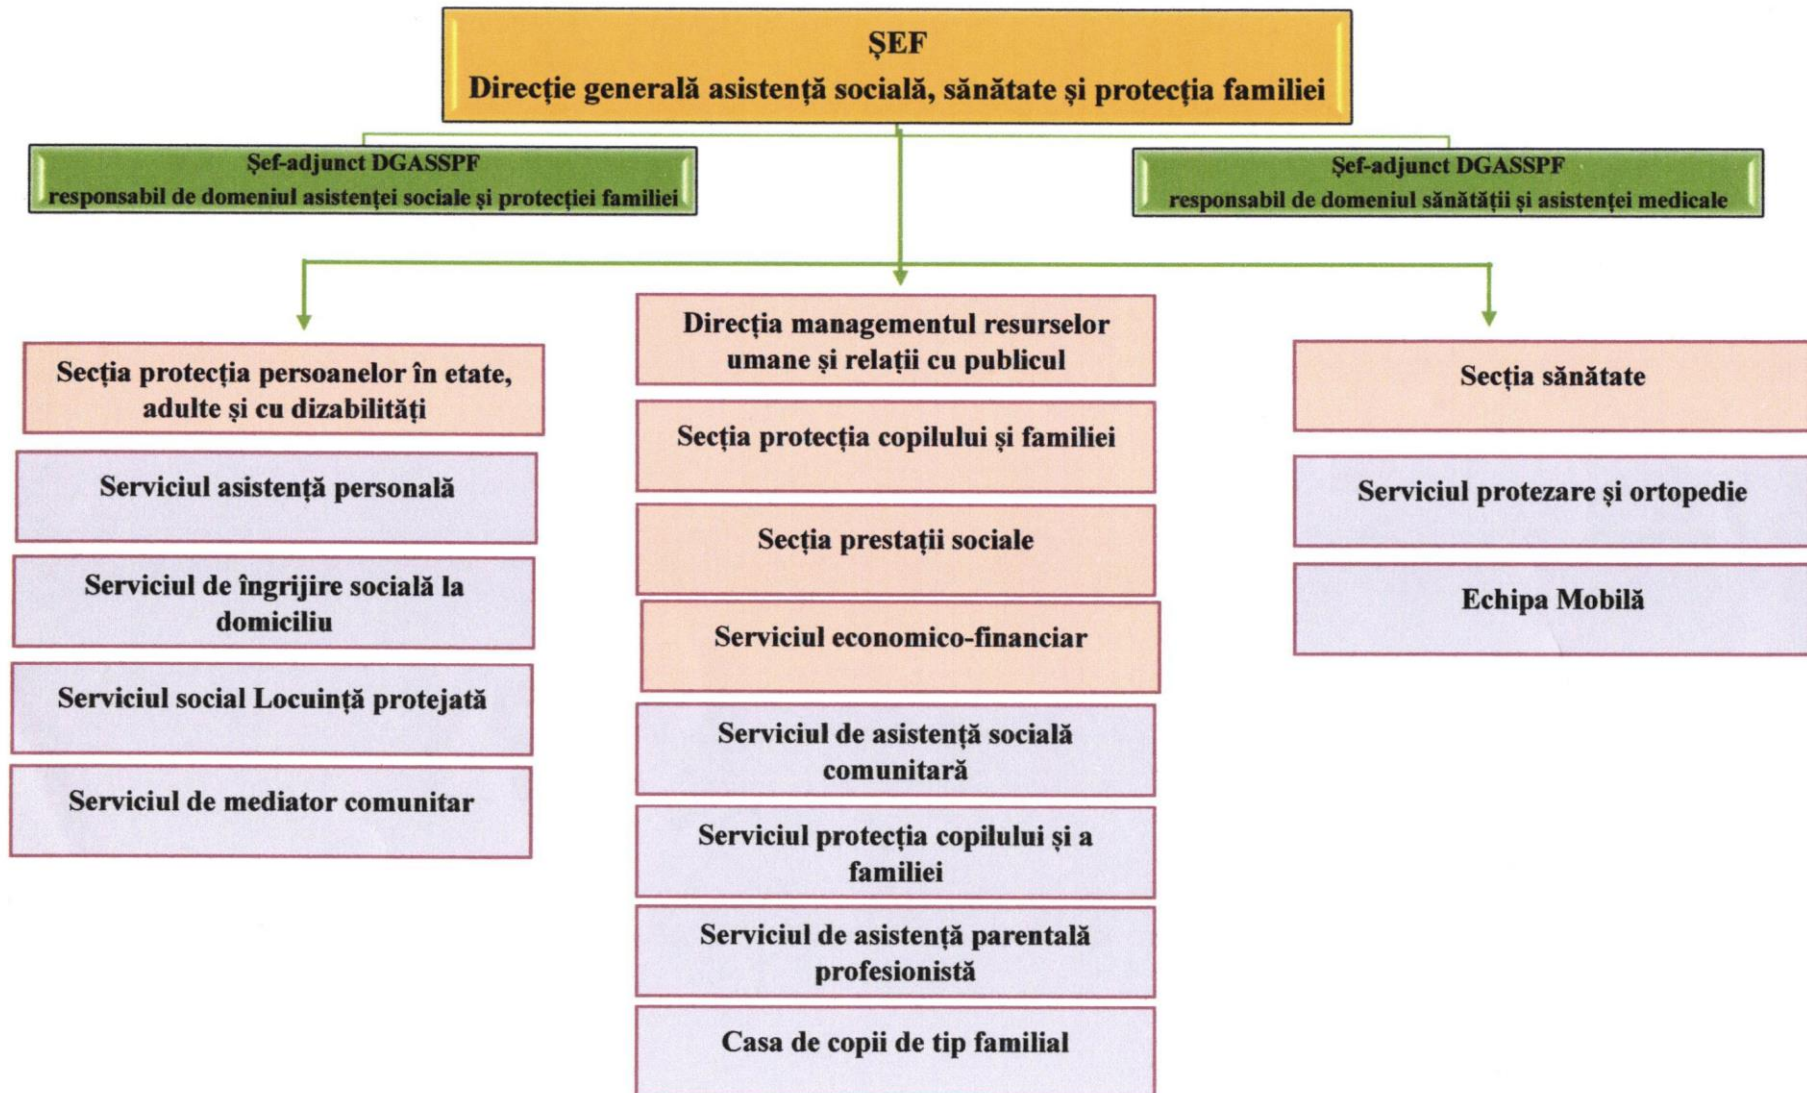 ȘEF
Direcție generală asistență socială, sănătate și protecția familiei
Șef-adjunct DGASSPF
responsabil de domeniul asistenței sociale și protecției familiei
Șef-adjunct DGASSPF
responsabil de domeniul sănătății și asistenței medicale
Secția protecția persoanelor în etate,
adulte și cu dizabilități
Serviciul asistență personală
Serviciul de îngrijire socială la
domiciliu
Serviciul social Locuință protejată
Serviciul de mediator comunitar
Direcția managementul resurselor
umane și relații cu publicul
Secția protecția copilului și familiei
Secția prestații sociale
Serviciul economico-financiar
Serviciul de asistență socială
comunitară
Serviciul protecția copilului și a
familiei
Serviciul de asistență parentală
profesionistă
Casa de copii de tip familial
Secția sănătate
Serviciul protezare și ortopedie
Echipa Mobilă